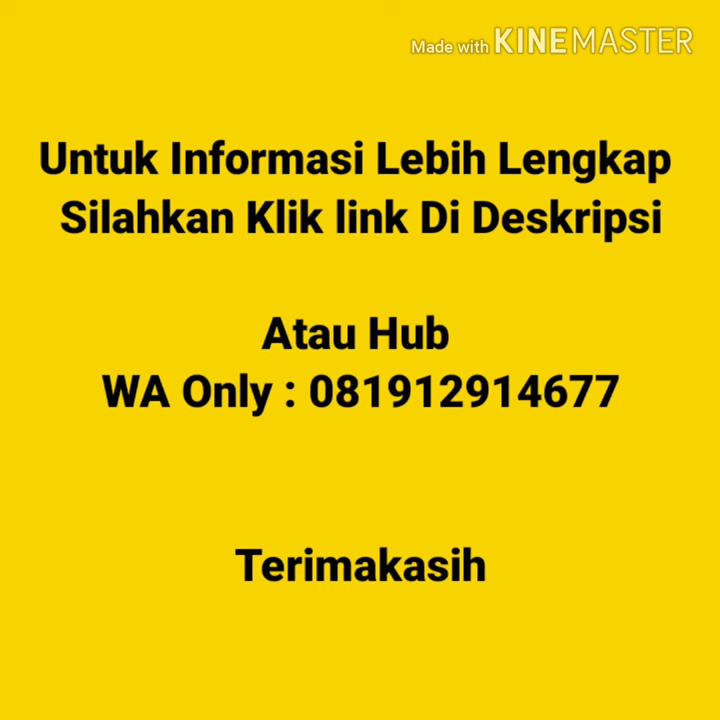 Made with KINEMASTER
Untuk Informasi Lebih Lengkap
Silahkan Klik link Di Deskripsi
Atau Hub
WA Only : 081912914677
Terimakasih